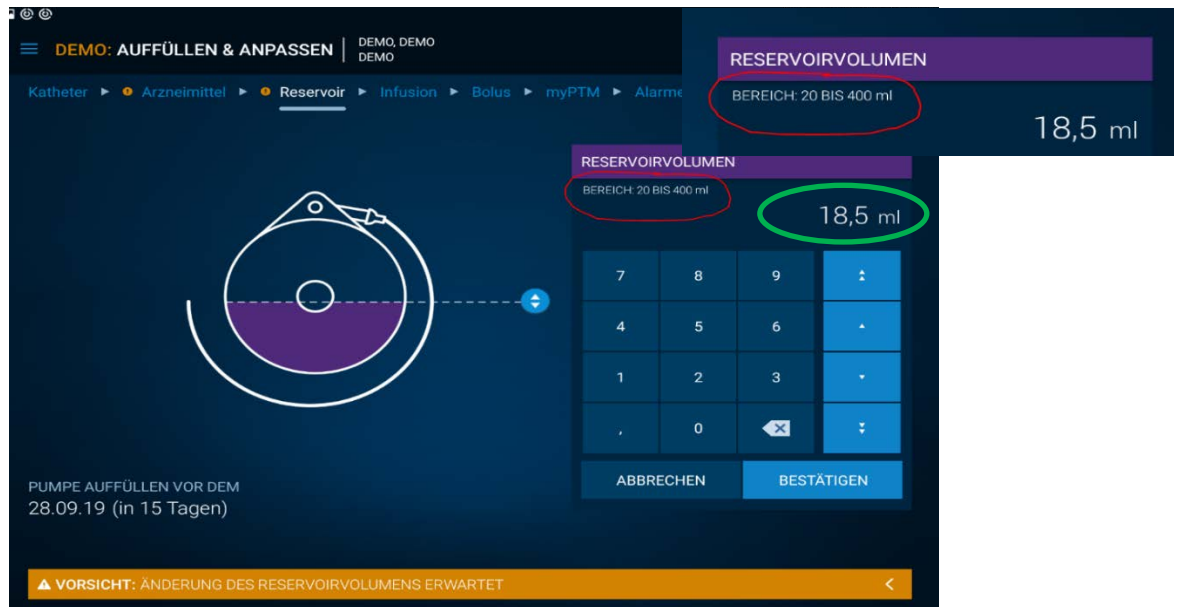 DEMO: AUFFÜLLEN & ANPASSEN
DEMO, DEMO
DEMO
Katheter ► Arzneimittel ► Reservoir ► Infusion ► Bolus ► myPTM ► Alarme
RESERVOIRVOLUMEN
BEREICH: 20 BIS 400 ml
18,5 ml
RESERVOIRVOLUMEN
BEREICH: 20 BIS 400 ml
18,5 ml
7 8 9
4 5 6
1 2 3
, 0
ABBRECHEN BESTÄTIGEN
PUMPE AUFFÜLLEN VOR DEM
28.09.19 (in 15 Tagen)
VORSICHT: ÄNDERUNG DES RESERVOIRVOLUMENS ERWARTET